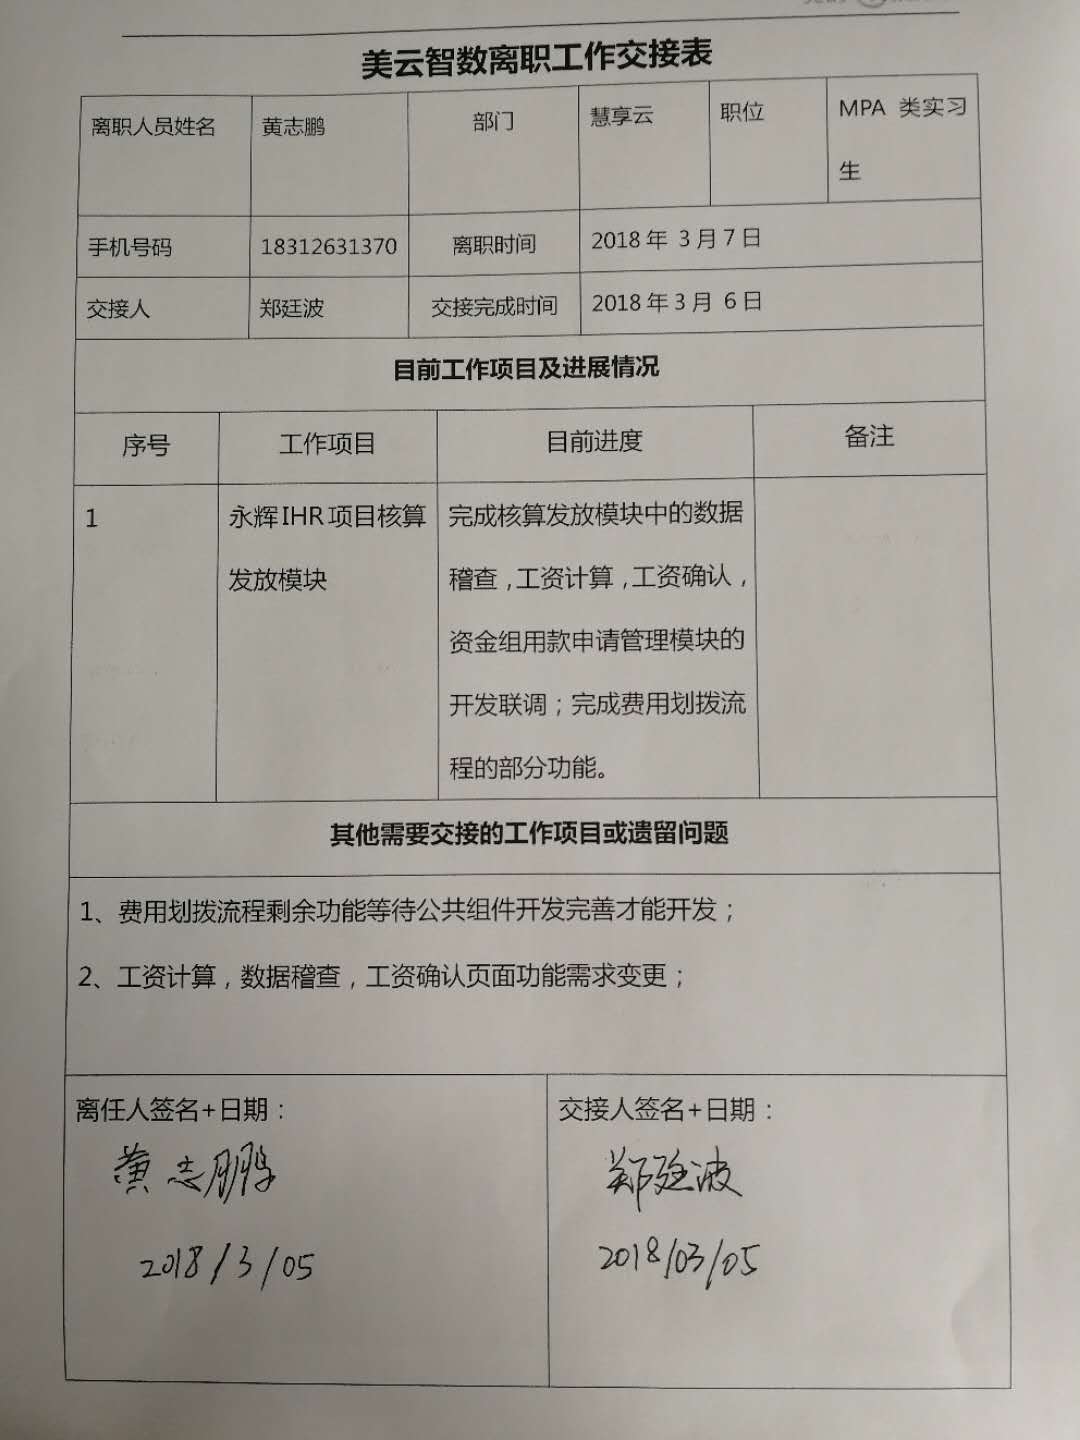 美云智数离职工作交接表
离职人员姓名 黄志鹏 部门 慧享云 职位 MPA 类实习
生
手机号码 18312631370 离职时间 2018 年 3 月 7 日
交接人 郑廷波 交接完成时间 2018 年 3 月 6 日
目前工作项目及进展情况
序号 工作项目 目前进度 备注
1 永辉 IHR 项目核算 完成核算发放模块中的数据
发放模块 稽查，工资计算，工资确认，
资金组用款申请管理模块的
开发联调；完成费用划拨流
程的部分功能。
其他需要交接的工作项目或遗留问题
1、费用划拨流程剩余功能等待公共组件开发完善才能开发；
2、工资计算，数据稽查，工资确认页面功能需求变更；
离任人签名+日期： 交接人签名+日期：
黄志鹏 郑廷波
2018/3/05 2018/03/05